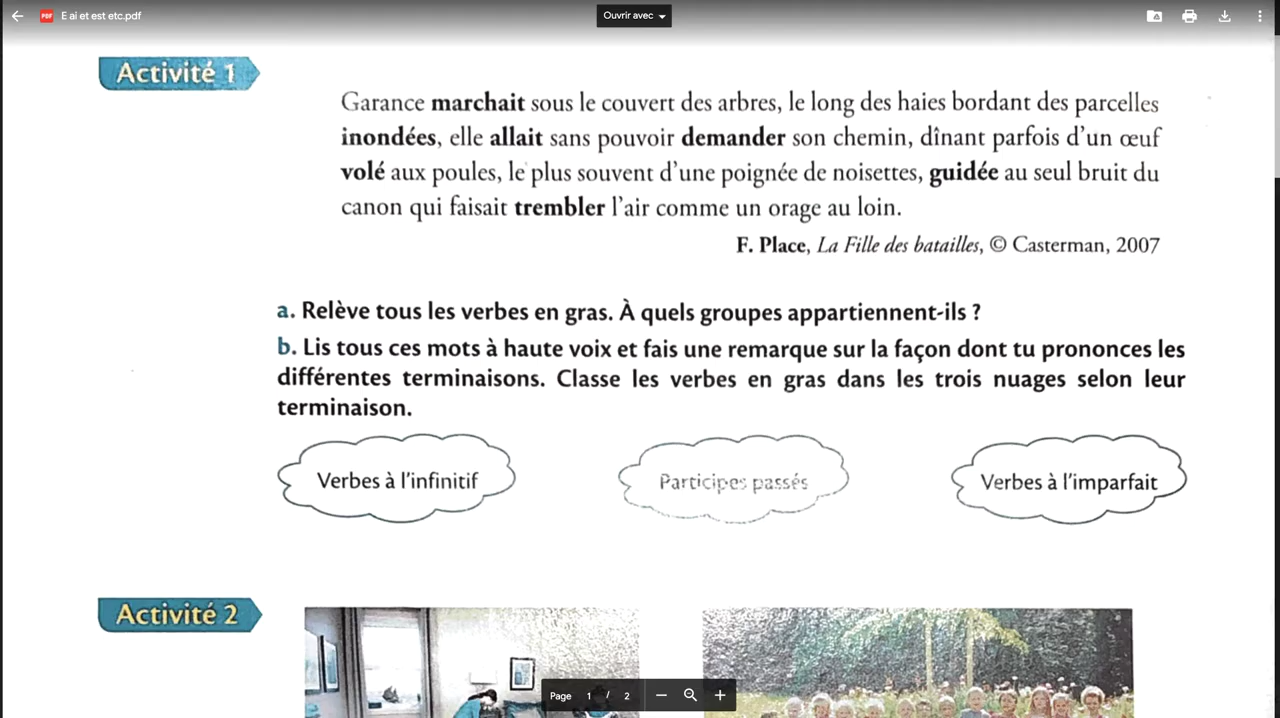 E ai et est etc.pdf
Ouvrir avec
Activité 1
Garance marchait sous le couvert des arbres, le long des haies bordant des parcelles
inondées, elle allait sans pouvoir demander son chemin, dînant parfois d'un œuf
volé aux poules, le plus souvent d'une poignée de noisettes, guidée au seul bruit du
canon qui faisait trembler l'air comme un orage au loin.
F. Place, La Fille des batailles, © Casterman, 2007
a. Relève tous les verbes en gras. À quels groupes appartiennent-ils ?
b. Lis tous ces mots à haute voix et fais une remarque sur la façon dont tu prononces les
différentes terminaisons. Classe les verbes en gras dans les trois nuages selon leur
terminaison.
Verbes à l'infinitif
Participes passés
Verbes à l'imparfait
Activité 2
Page 1 / 2